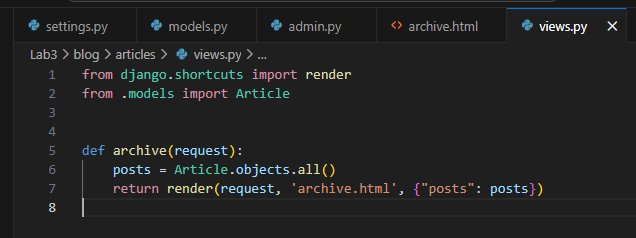 settings.py models.py admin.py <> archive.html views.py ×
Lab3 > blog > articles > views.py > ...
1 from django.shortcuts import render
2 from .models import Article
3
4
5 def archive(request):
6     posts = Article.objects.all()
7     return render(request, 'archive.html', {"posts": posts})
8